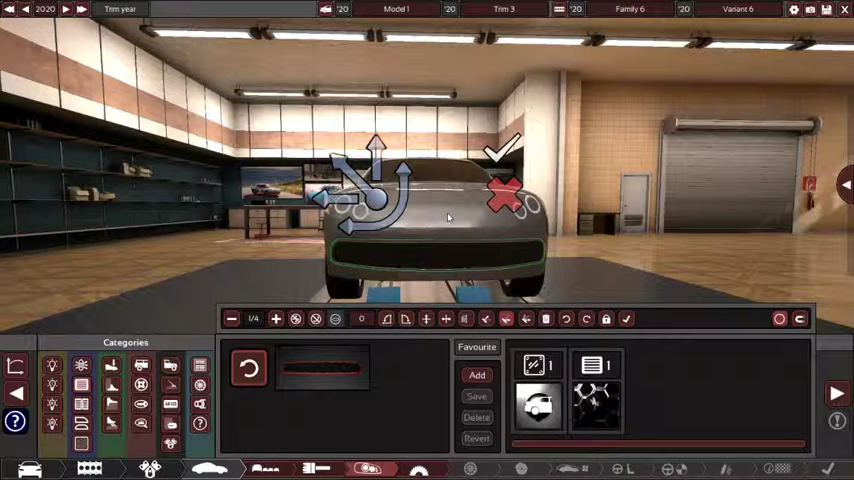 2020 Trim year '20 Model 1 '20 Trim 3 '20 Family 6 '20 Variant 6
1/4 0
Categories
Favourite
Add
Save
Delete
Revert
1 1
? ?